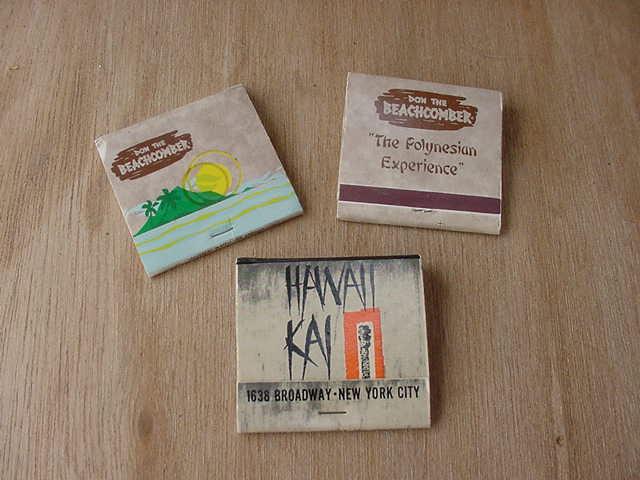 DON THE
BEACHCOMBER
DON THE
BEACHCOMBER
"The Polynesian
Experience"
HAWAII
KAI
1638 BROADWAY·NEW YORK CITY